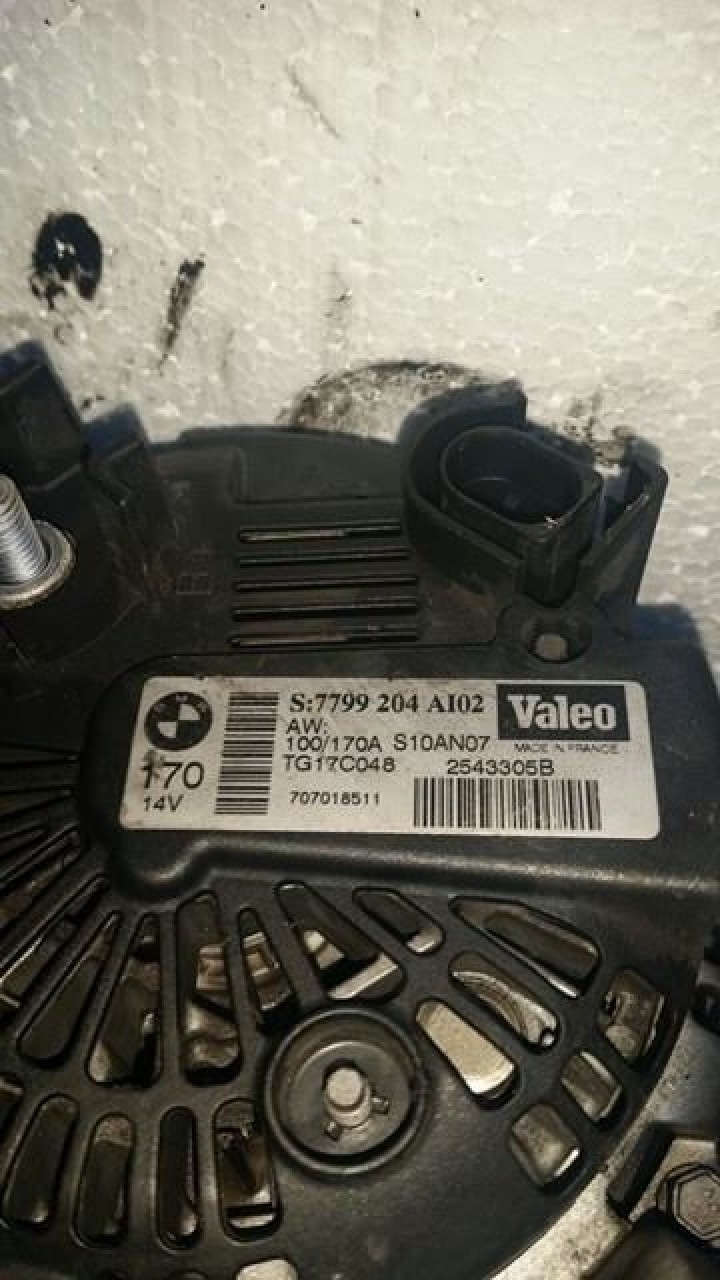 S:7799 204 AI02
Valeo
AW:
MADE IN FRANCE
100/170A S10AN07
170
TG17C048 2543305B
14V
707018511